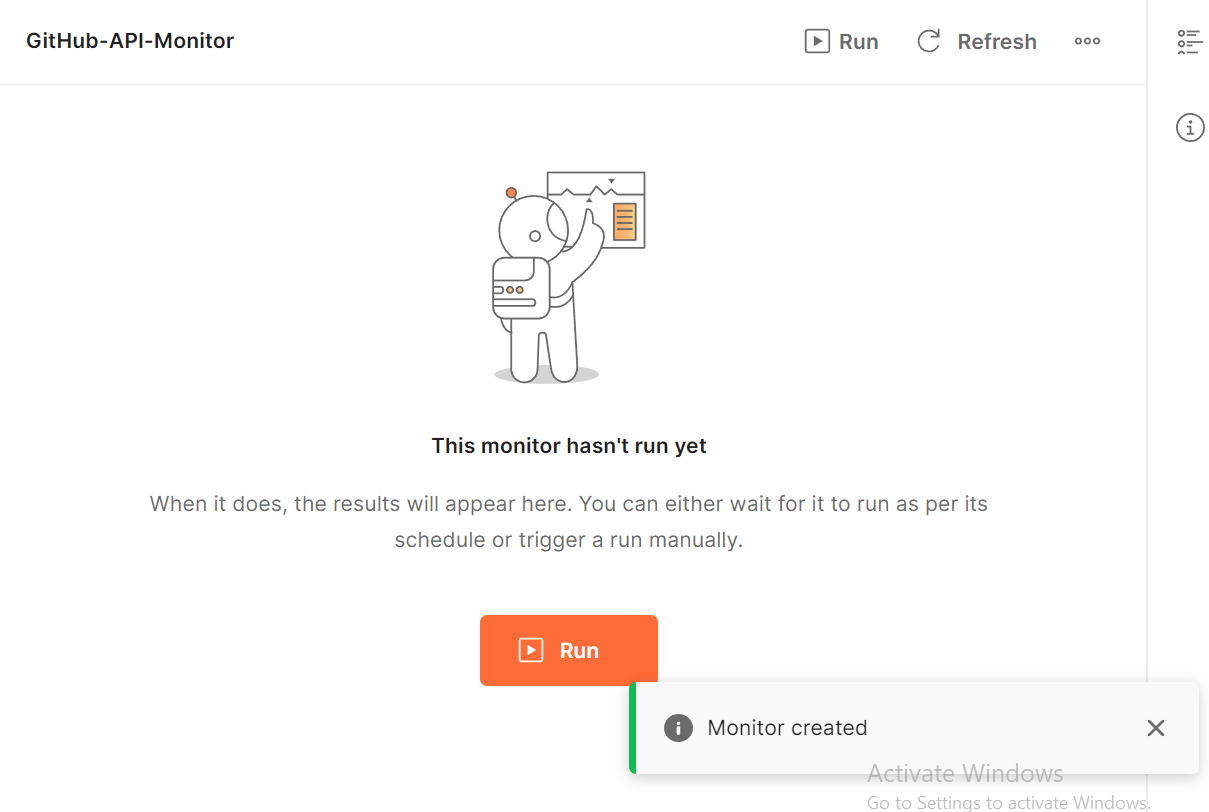 GitHub-API-Monitor
Run
Refresh
This monitor hasn't run yet
When it does, the results will appear here. You can either wait for it to run as per its
schedule or trigger a run manually.
Run
Monitor created
Activate Windows
Go to Settings to activate Windows.